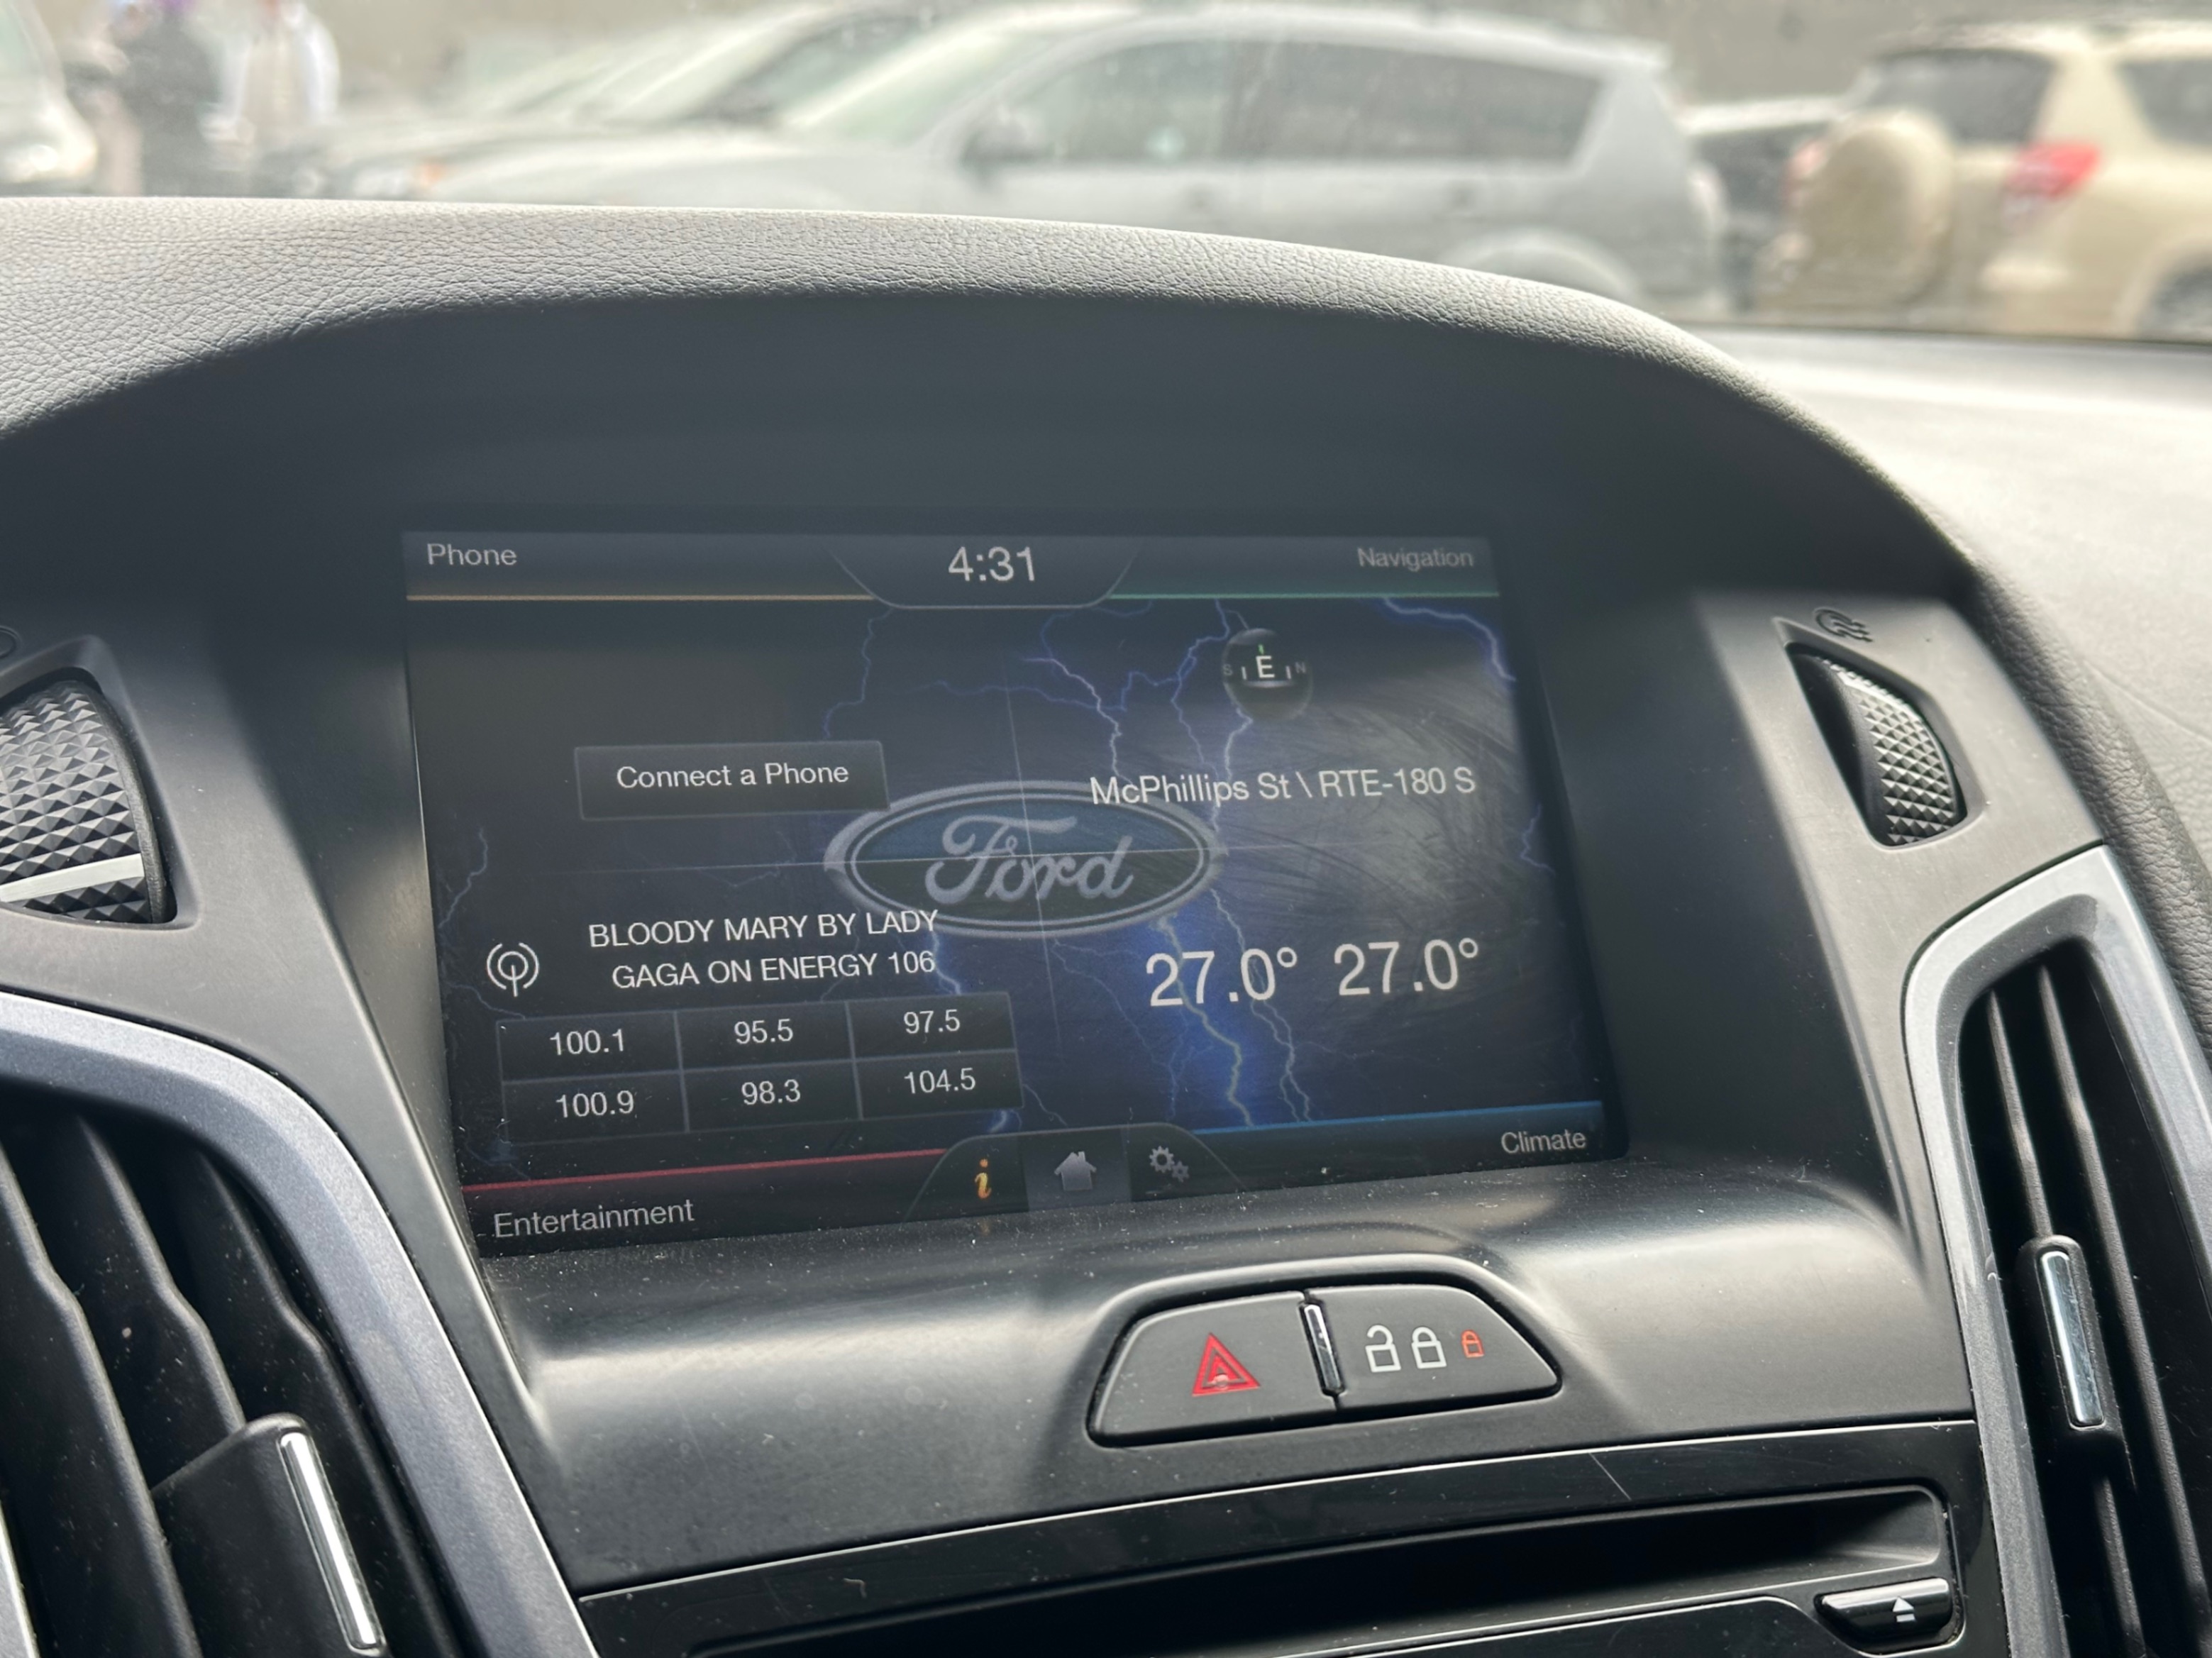 Phone
4:31
Navigation
S E N
Connect a Phone
McPhillips St \ RTE-180 S
Ford
BLOODY MARY BY LADY
GAGA ON ENERGY 106
27.0° 27.0°
100.1 95.5 97.5
100.9 98.3 104.5
Entertainment
i
Climate